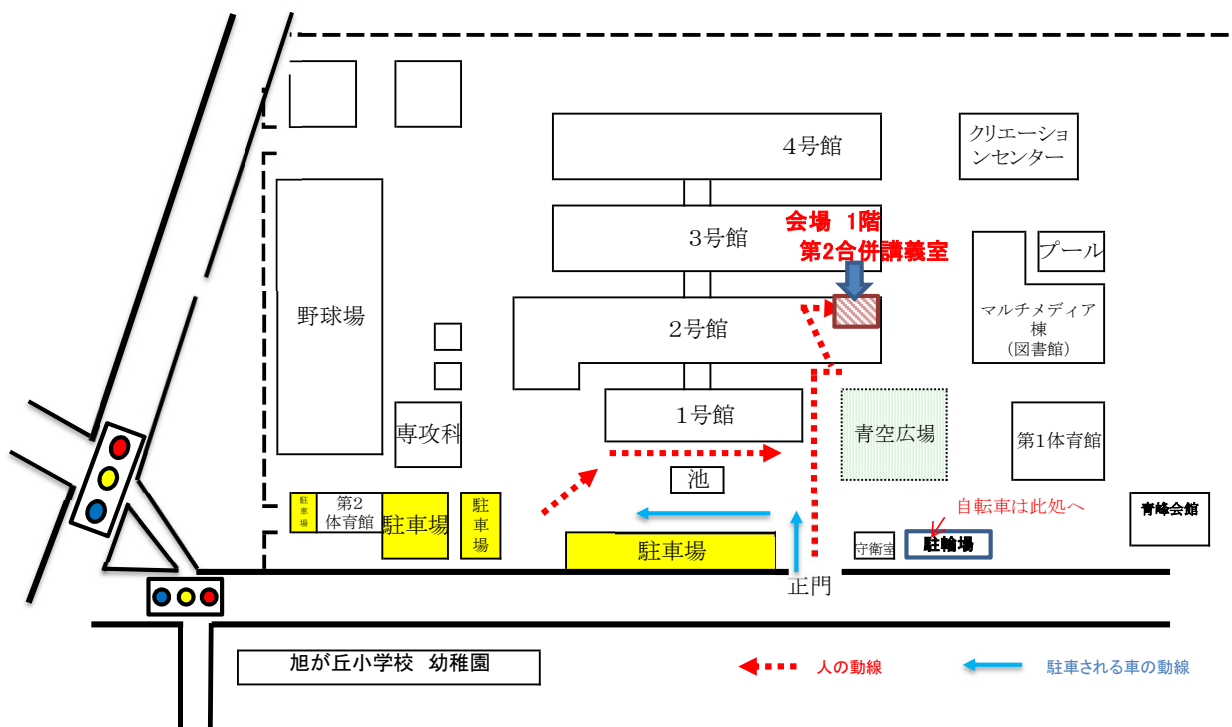 4号館
クリエーショ
ンセンター
会場 1階
第2合併講義室
3号館
プール
野球場
2号館
マルチメディア
棟
(図書館)
1号館
専攻科
青空広場
第1体育館
池
駐車場
第2
体育館
駐車場
駐車場
自転車は此処へ
青峰会館
駐車場
守衛室
駐輪場
正門
旭が丘小学校 幼稚園
人の動線
駐車される車の動線